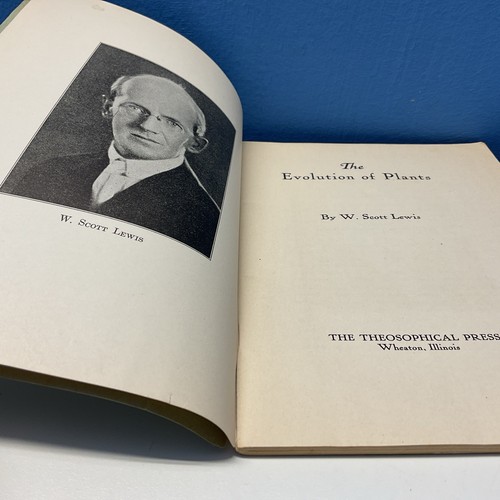 W. Scott Lewis
The
Evolution of Plants
By W. Scott Lewis
THE THEOSOPHICAL PRESS
Wheaton, Illinois